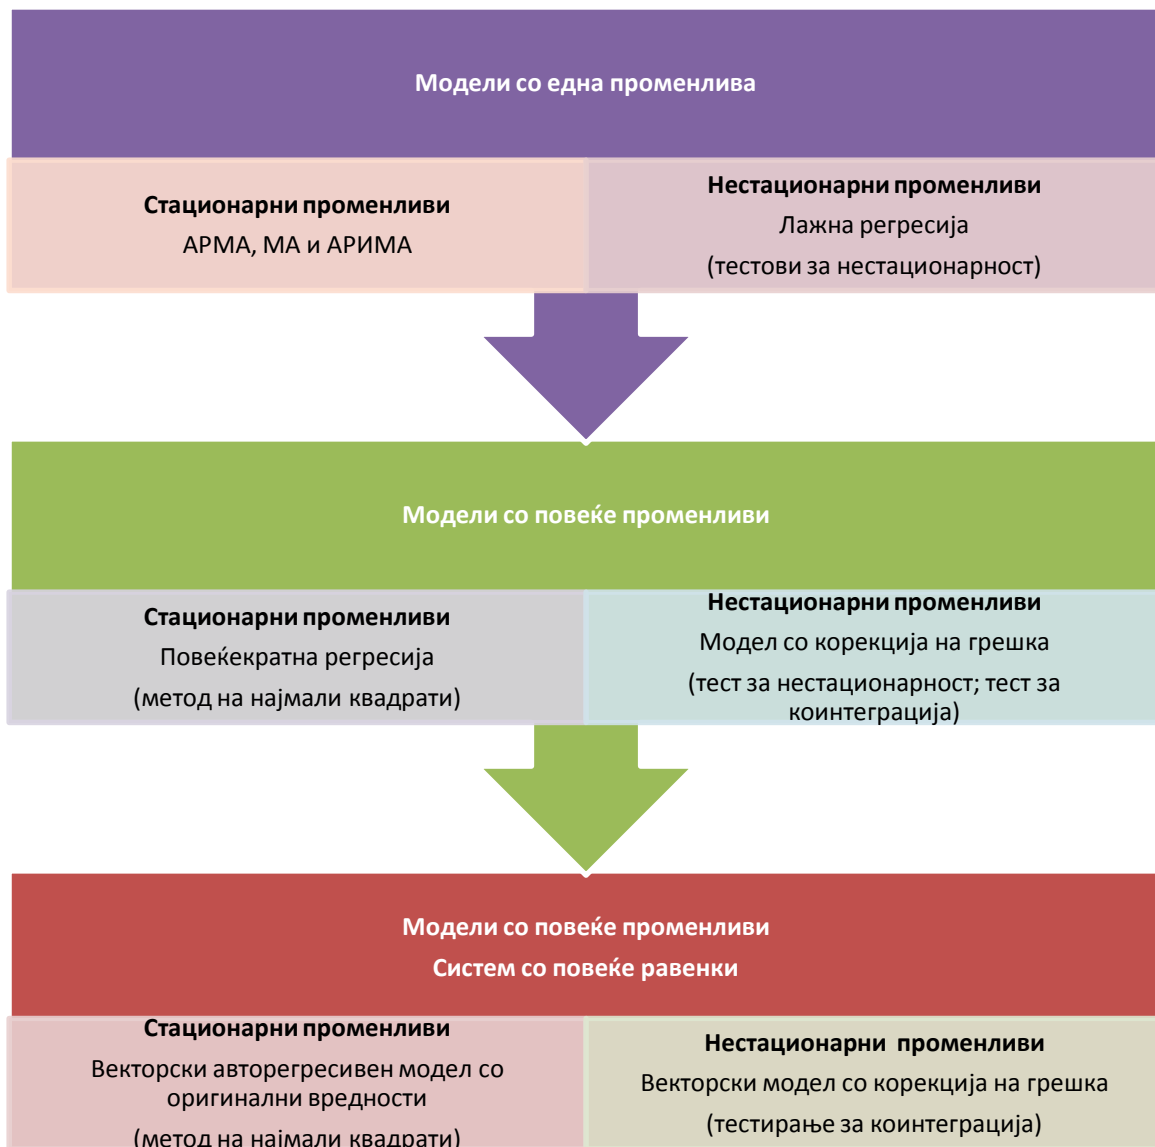 Модели со една променлива
Стационарни променливи
АРМА, МА и АРИМА
Нестационарни променливи
Лажна регресија
(тестови за нестационарност)
Модели со повеќе променливи
Стационарни променливи
Повеќекратна регресија
(метод на најмали квадрати)
Нестационарни променливи
Модел со корекција на грешка
(тест за нестационарност; тест за
коинтеграција)
Модели со повеќе променливи
Систем со повеќе равенки
Стационарни променливи
Векторски авторегресивен модел со
оригинални вредности
(метод на најмали квадрати)
Нестационарни променливи
Векторски модел со корекција на грешка
(тестирање за коинтеграција)